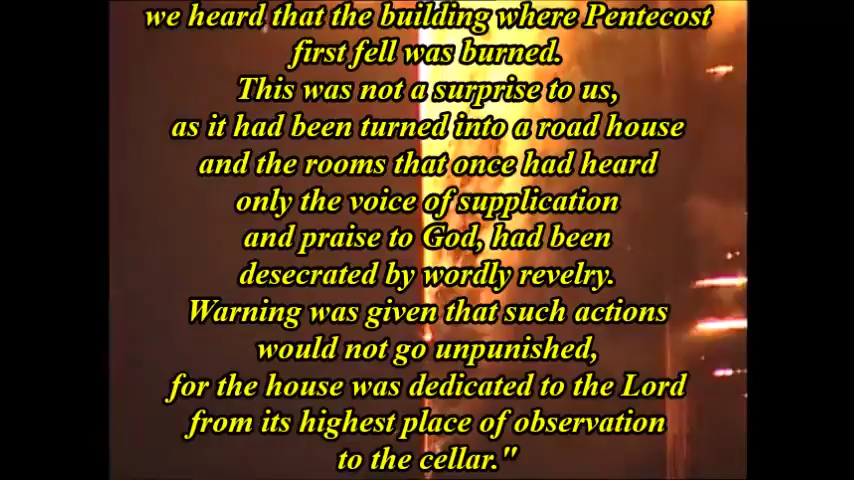 we heard that the building where Pentecost
first fell was burned.
This was not a surprise to us,
as it had been turned into a road house
and the rooms that once had heard
only the voice of supplication
and praise to God, had been
desecrated by wordly revelry.
Warning was given that such actions
would not go unpunished,
for the house was dedicated to the Lord
from its highest place of observation
to the cellar."